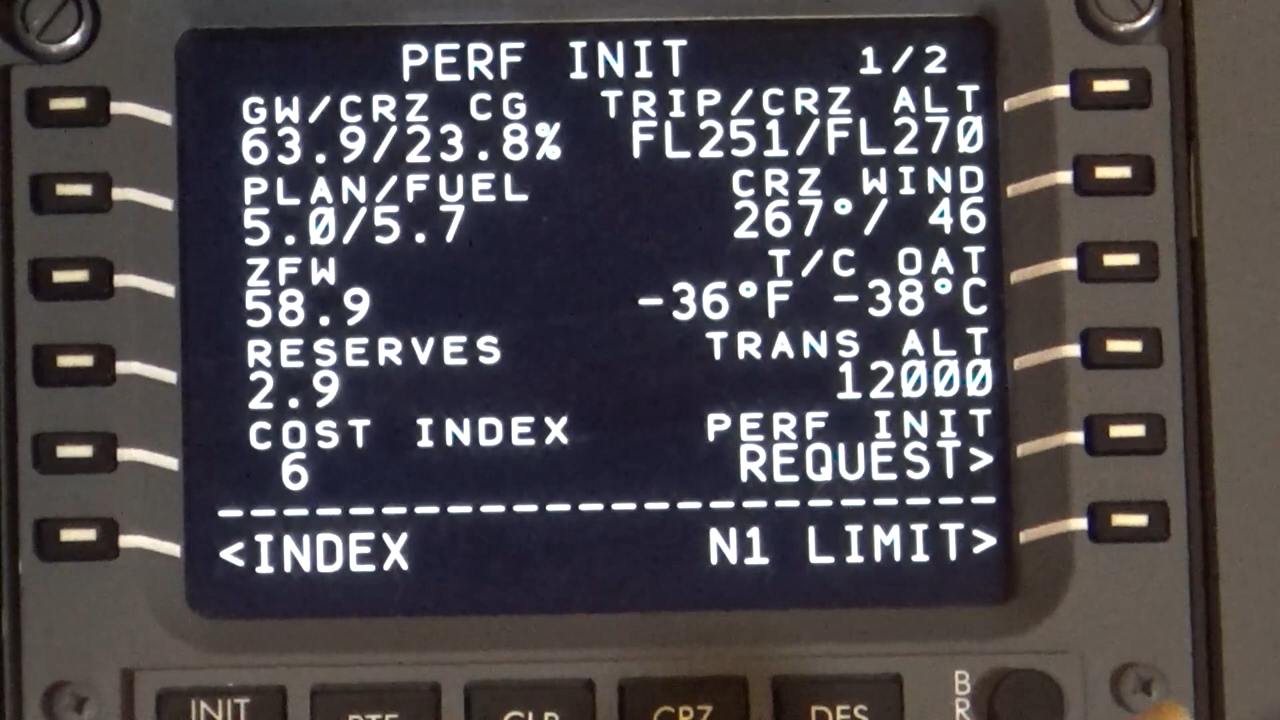 PERF INIT 1/2
GW/CRZ CG TRIP/CRZ ALT
63.9/23.8% FL251/FL270
PLAN/FUEL CRZ WIND
5.0/5.7 267°/ 46
ZFW T/C OAT
58.9 -36°F -38°C
RESERVES TRANS ALT
2.9 12000
COST INDEX PERF INIT
6 REQUEST>
<INDEX N1 LIMIT>
INIT RTE CLB CRZ DES